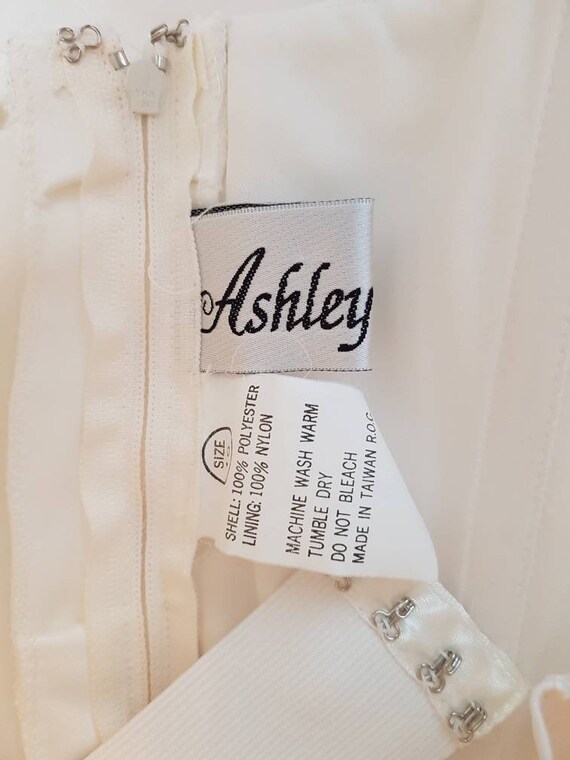 Ashley
SIZE
SHELL: 100% POLYESTER
LINING: 100% NYLON
MACHINE WASH WARM
TUMBLE DRY
DO NOT BLEACH
MADE IN TAIWAN R.O.C